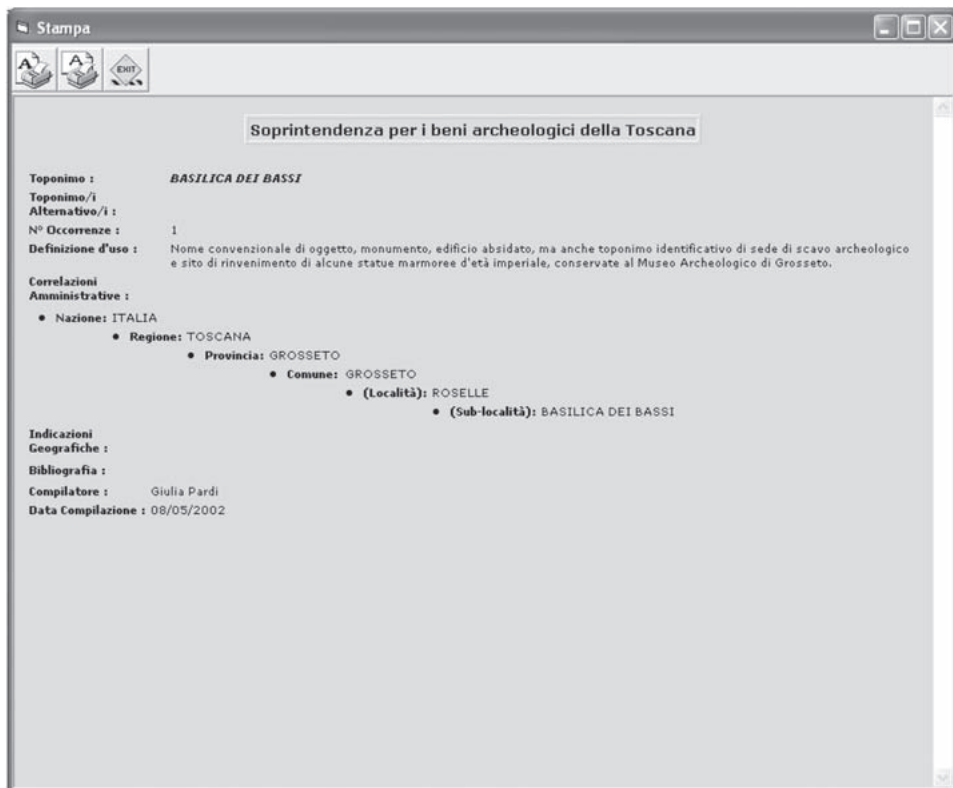 Stampa
EXIT
Soprintendenza per i beni archeologici della Toscana
Toponimo : BASILICA DEI BASSI
Toponimo/i
Alternativo/i :
N° Occorrenze : 1
Definizione d'uso : Nome convenzionale di oggetto, monumento, edificio absidato, ma anche toponimo identificativo di sede di scavo archeologico
e sito di rinvenimento di alcune statue marmoree d'età imperiale, conservate al Museo Archeologico di Grosseto.
Correlazioni
Amministrative :
• Nazione: ITALIA
• Regione: TOSCANA
• Provincia: GROSSETO
• Comune: GROSSETO
• (Località): ROSELLE
• (Sub-località): BASILICA DEI BASSI
Indicazioni
Geografiche :
Bibliografia :
Compilatore : Giulia Pardi
Data Compilazione : 08/05/2002